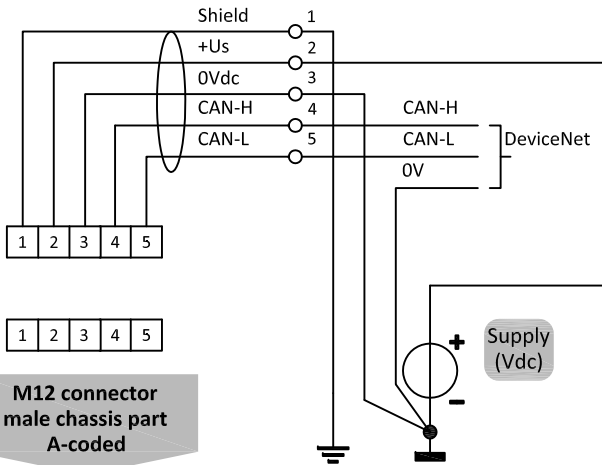 Shield 1
+Us 2
0Vdc 3
CAN-H 4 CAN-H
CAN-L 5 CAN-L DeviceNet
0V
1 2 3 4 5
1 2 3 4 5
+ Supply
(Vdc)
−
M12 connector
male chassis part
A-coded